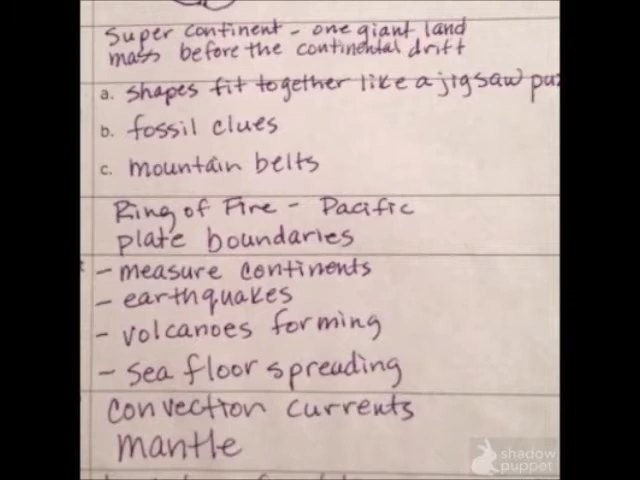 Super continent - one giant land
mass before the continental drift
a. shapes fit together like a jigsaw
b. fossil clues
c. mountain belts
Ring of Fire - Pacific
plate boundaries
- measure continents
- earthquakes
- volcanoes forming
- sea floor spreading
convection currents
mantle
shadow
puppet